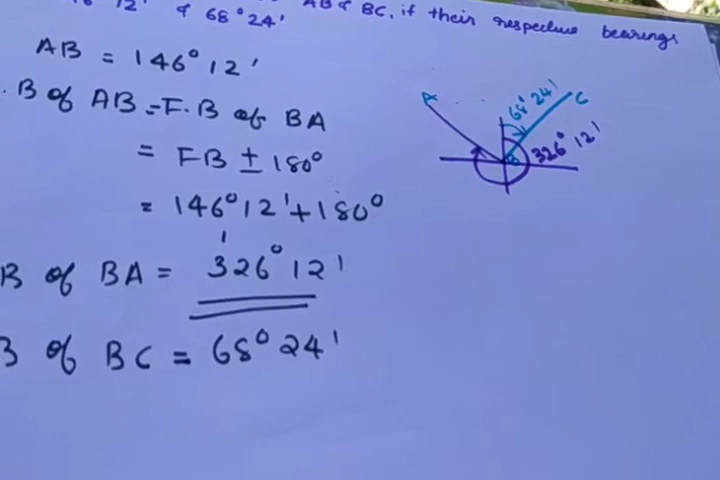 12' & 68°24' AB & BC, if their respective bearings
AB = 146°12'
. B of AB = F.B of BA
= FB ± 180°
= 146°12' + 180°
B of BA = 326°12'
B of BC = 68°24'
A
68°24'
C
326°12'
B